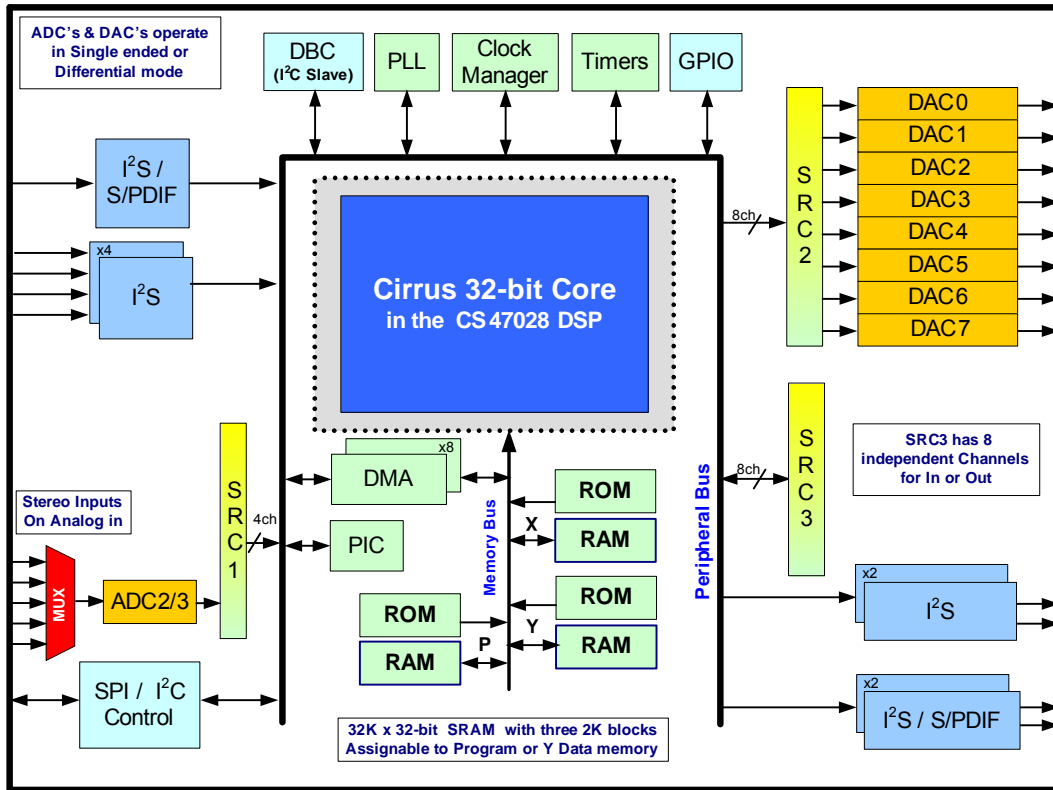 ADC's & DAC's operate
in Single ended or
Differential mode
DBC
(I²C Slave)
PLL
Clock
Manager
Timers
GPIO
I²S /
S/PDIF
x4
I²S
Cirrus 32-bit Core
in the CS47028 DSP
8ch
SRC2
DAC0
DAC1
DAC2
DAC3
DAC4
DAC5
DAC6
DAC7
Stereo Inputs
On Analog in
MUX
ADC2/3
SRC1
4ch
x8
DMA
PIC
Memory Bus
X
ROM
RAM
ROM
RAM
P
Y
ROM
RAM
Peripheral Bus
8ch
SRC3
SRC3 has 8
independent Channels
for In or Out
x2
I²S
x2
I²S / S/PDIF
SPI / I²C
Control
32K x 32-bit SRAM with three 2K blocks
Assignable to Program or Y Data memory